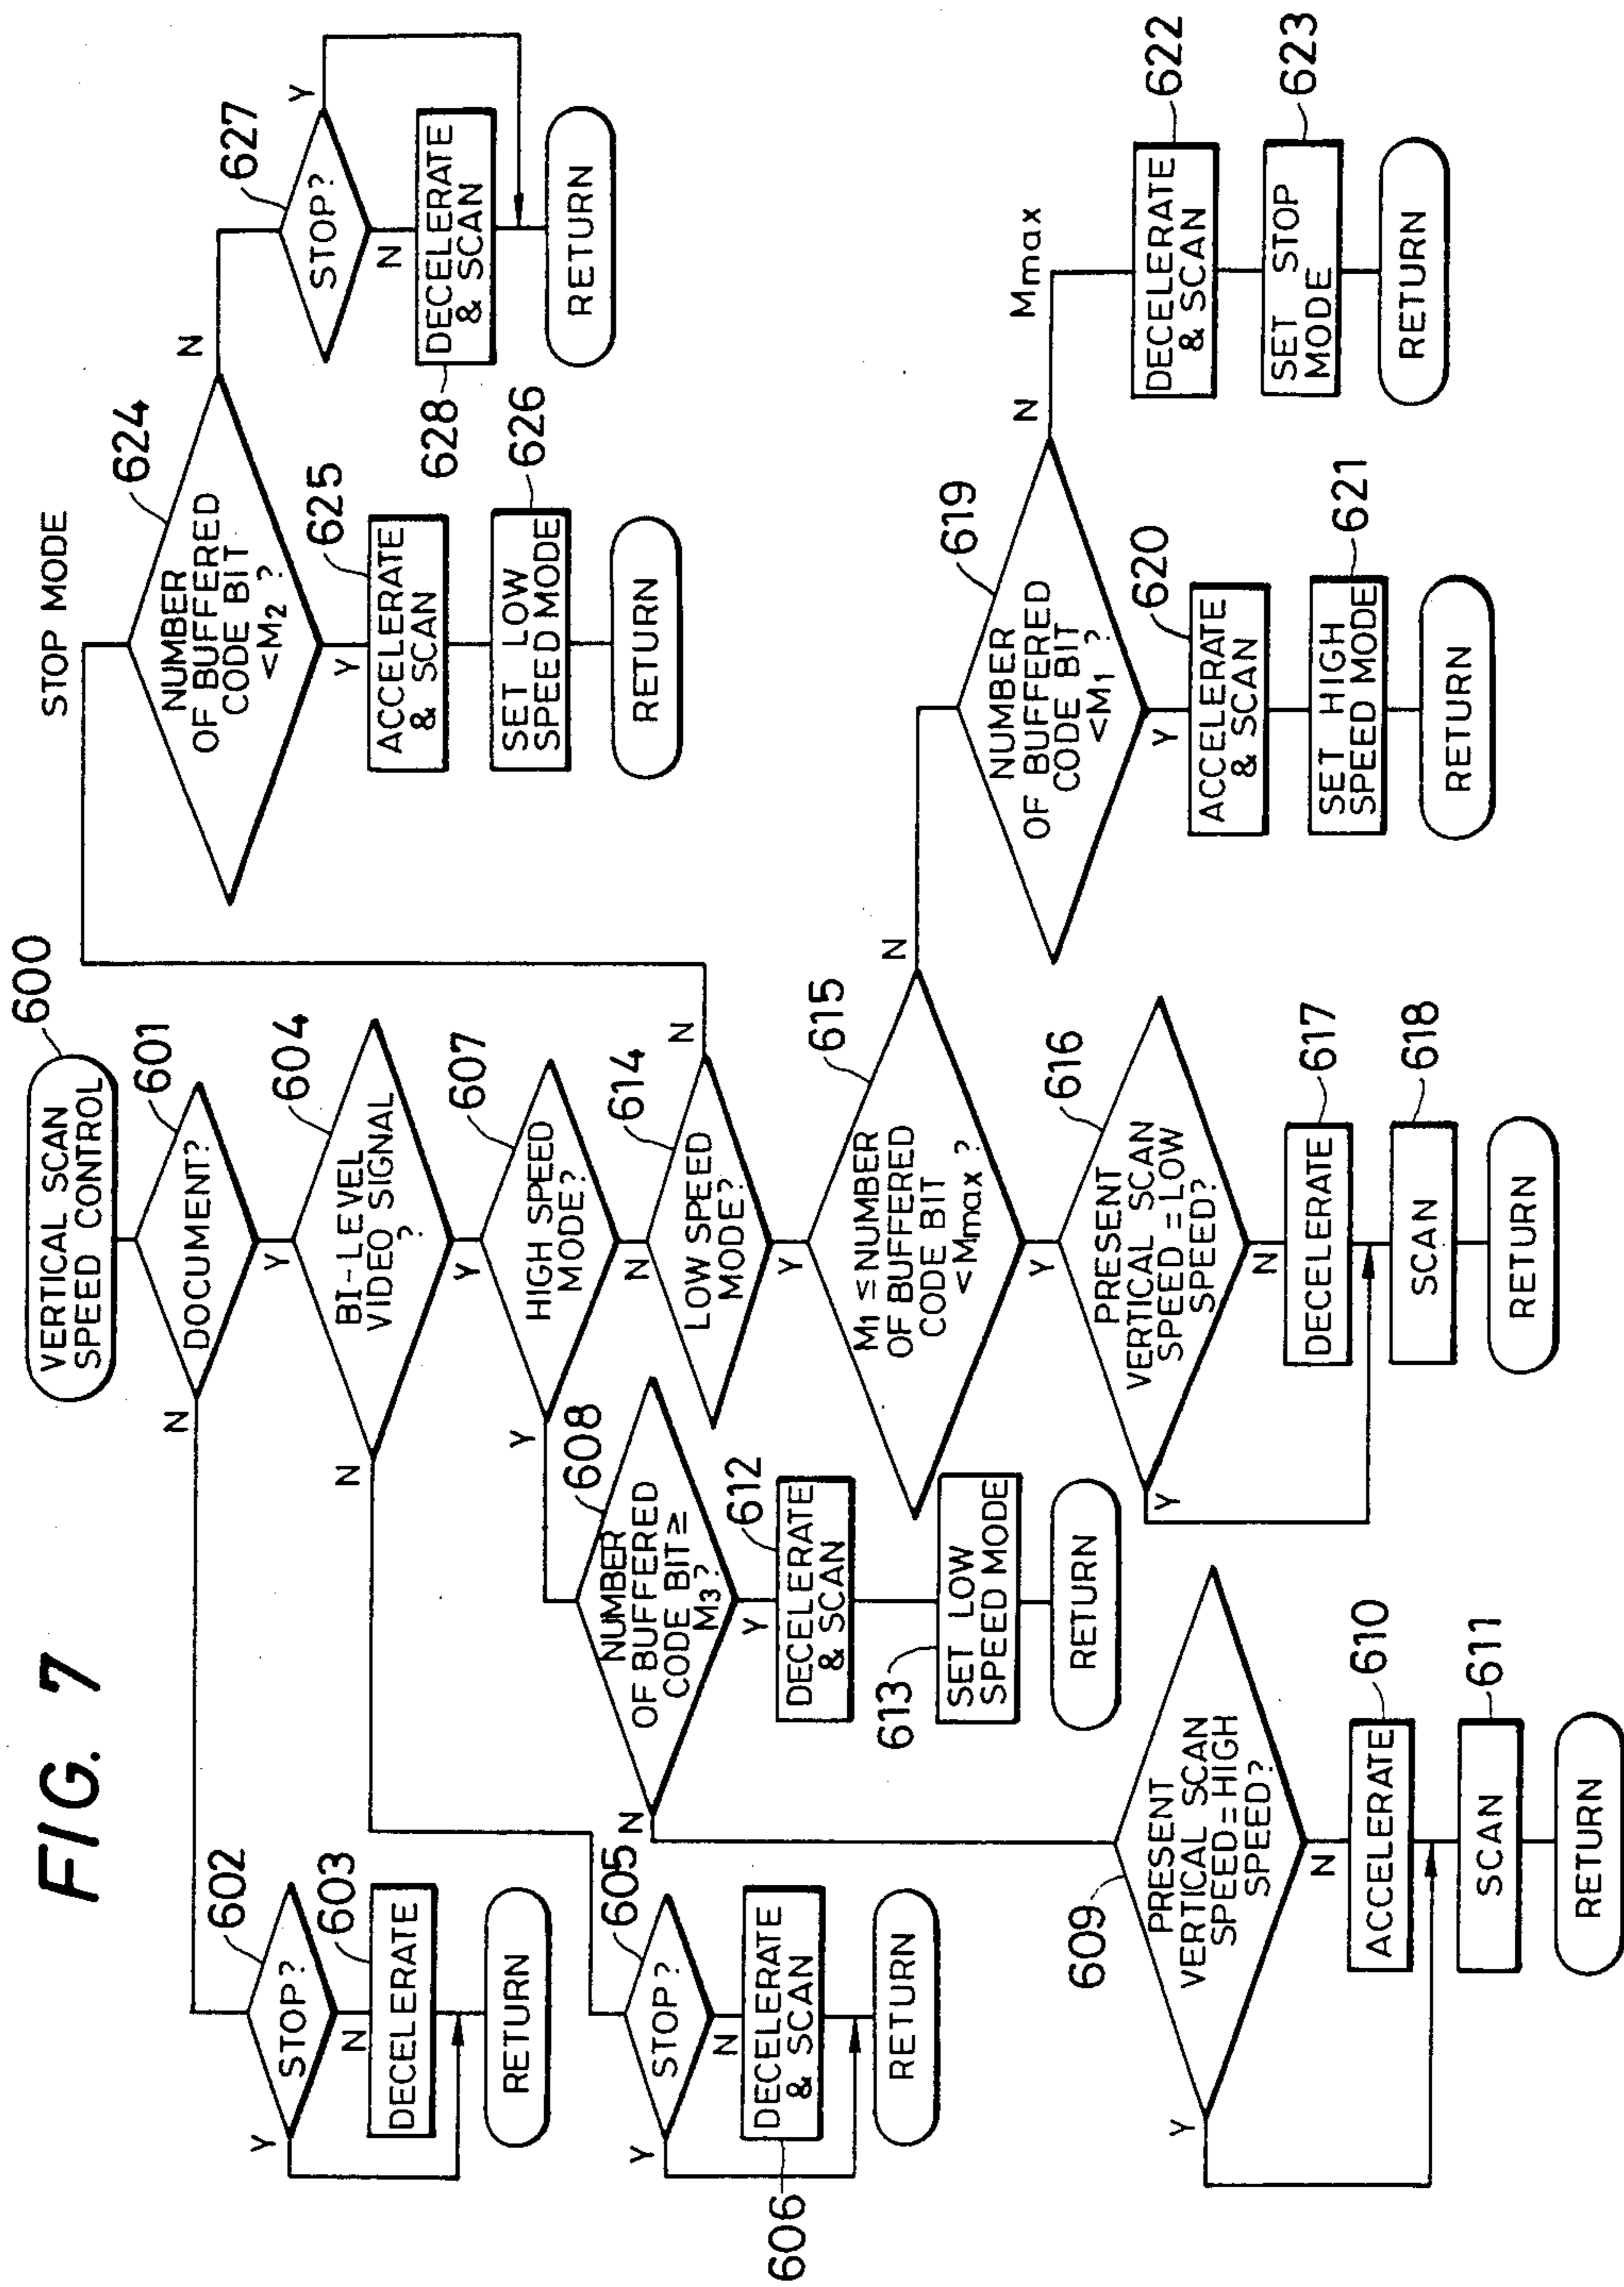 FIG. 7
VERTICAL SCAN
SPEED CONTROL
600
DOCUMENT?
601
N
Y
STOP?
602
Y
N
DECELERATE
603
RETURN
BI-LEVEL
VIDEO SIGNAL
?
604
N
Y
STOP?
605
Y
N
DECELERATE
& SCAN
606
RETURN
HIGH SPEED
MODE?
607
Y
N
NUMBER
OF BUFFERED
CODE BIT ≥
M3?
608
N
Y
PRESENT
VERTICAL SCAN
SPEED = HIGH
SPEED?
609
Y
N
ACCELERATE
610
SCAN
611
RETURN
DECELERATE
& SCAN
612
SET LOW
SPEED MODE
613
RETURN
LOW SPEED
MODE?
614
N
Y
M1 ≤ NUMBER
OF BUFFERED
CODE BIT
<Mmax ?
615
N
Y
PRESENT
VERTICAL SCAN
SPEED = LOW
SPEED?
616
Y
N
DECELERATE
617
SCAN
618
RETURN
NUMBER
OF BUFFERED
CODE BIT
<M1 ?
619
N
Mmax
Y
ACCELERATE
& SCAN
620
SET HIGH
SPEED MODE
621
RETURN
DECELERATE
& SCAN
622
SET STOP
MODE
623
RETURN
STOP MODE
NUMBER
OF BUFFERED
CODE BIT
<M2 ?
624
N
Y
ACCELERATE
& SCAN
625
SET LOW
SPEED MODE
626
RETURN
STOP?
627
Y
N
DECELERATE
& SCAN
628
RETURN